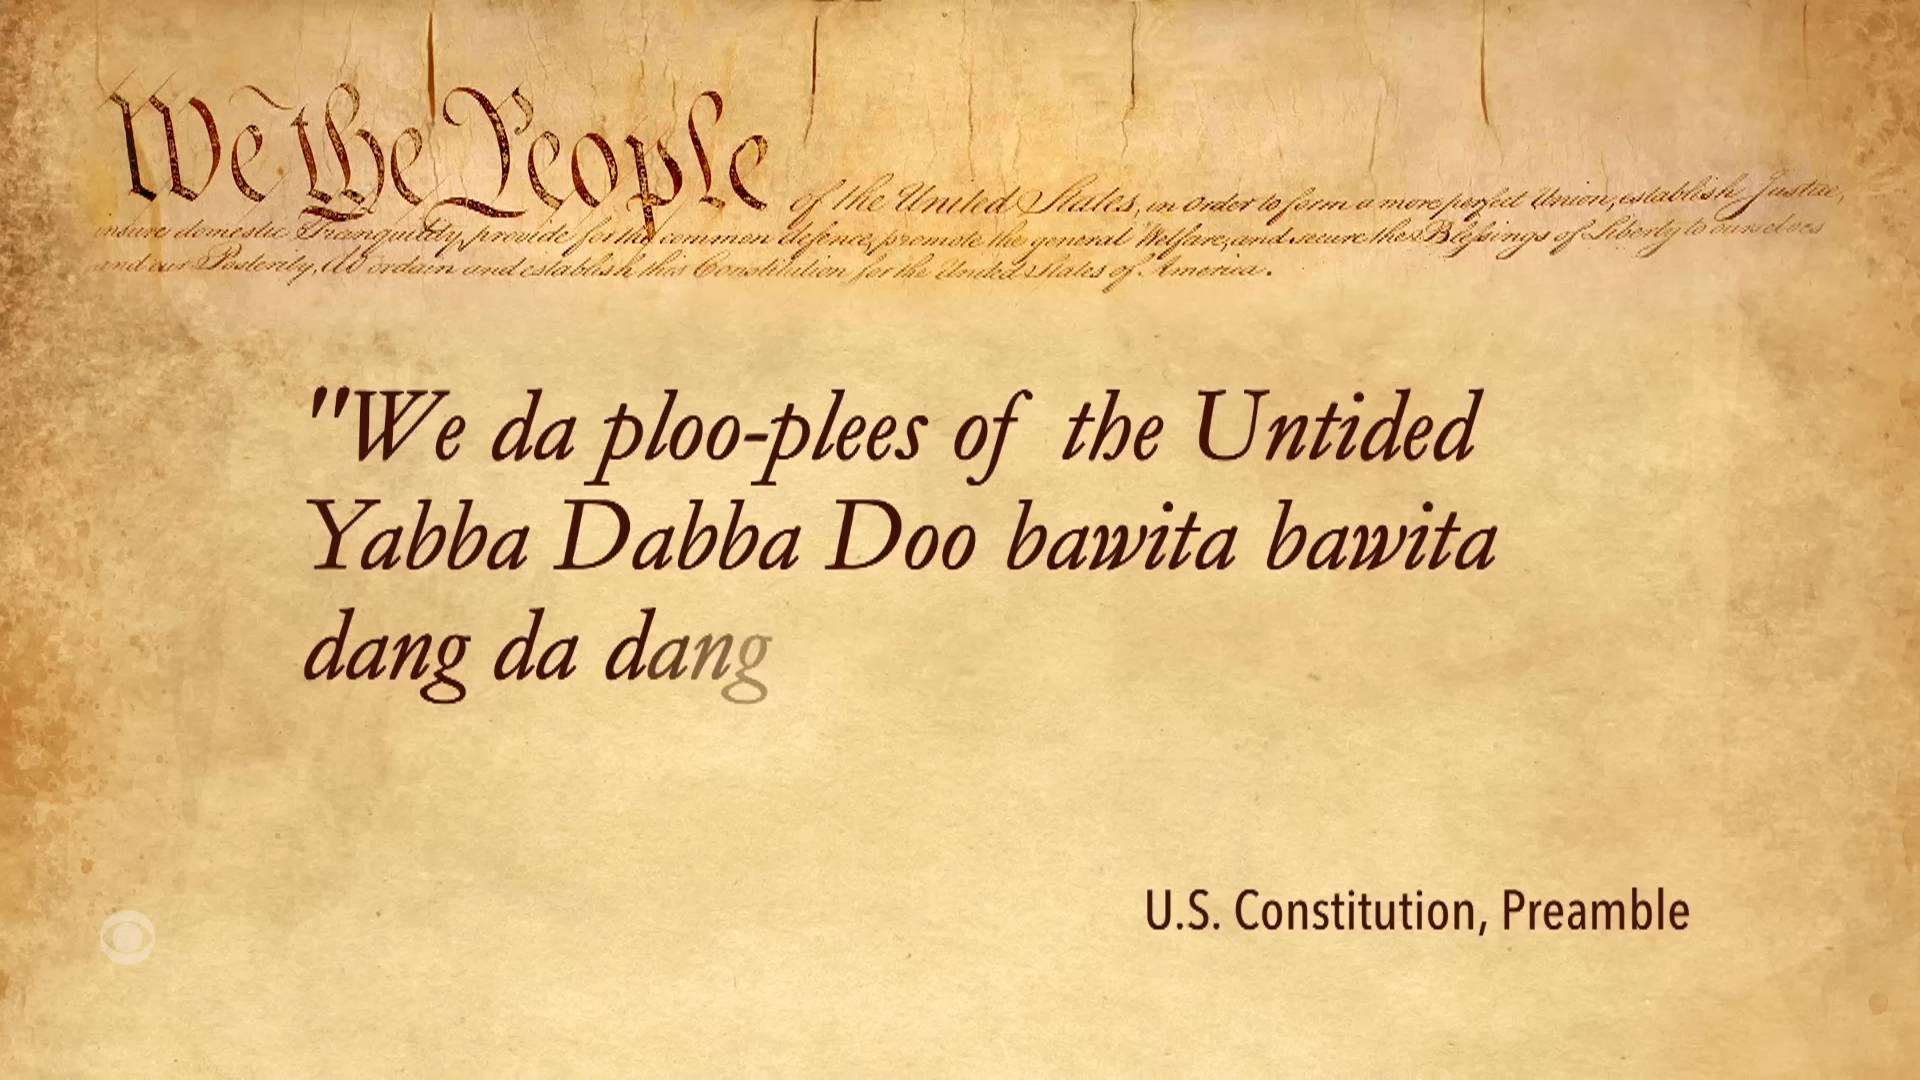 We the People of the United States, in Order to form a more perfect Union, establish Justice,
insure domestic Tranquility, provide for the common defence, promote the general Welfare, and secure the Blessings of Liberty to ourselves
and our Posterity, do ordain and establish this Constitution for the United States of America.
"We da ploo-plees of the Untided
Yabba Dabba Doo bawita bawita
dang da dang
U.S. Constitution, Preamble